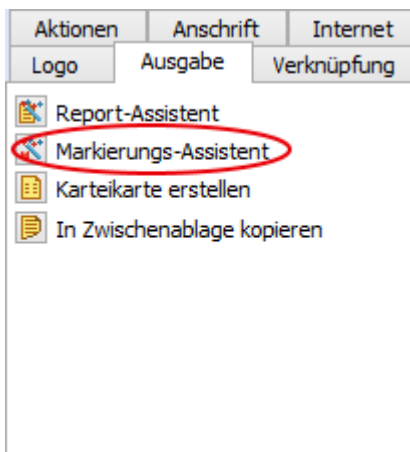 Aktionen Anschrift Internet
Logo Ausgabe Verknüpfung
Report-Assistent
Markierungs-Assistent
Karteikarte erstellen
In Zwischenablage kopieren